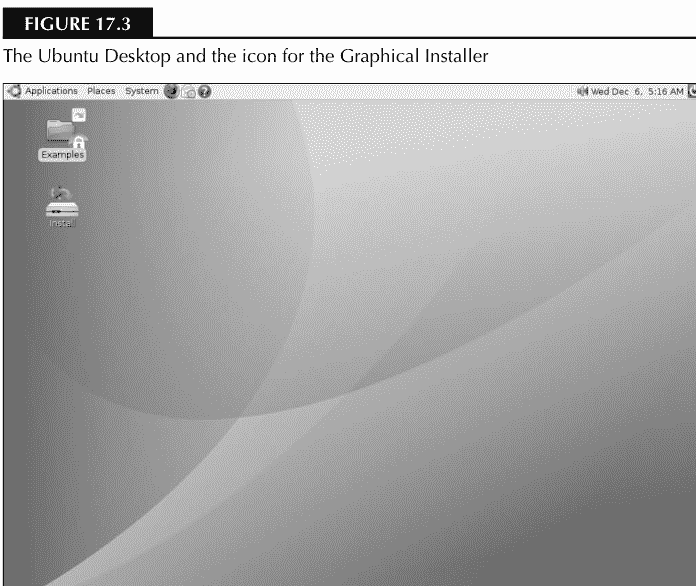 FIGURE 17.3
The Ubuntu Desktop and the icon for the Graphical Installer
Applications Places System
Wed Dec 6, 5:16 AM
Examples
Install